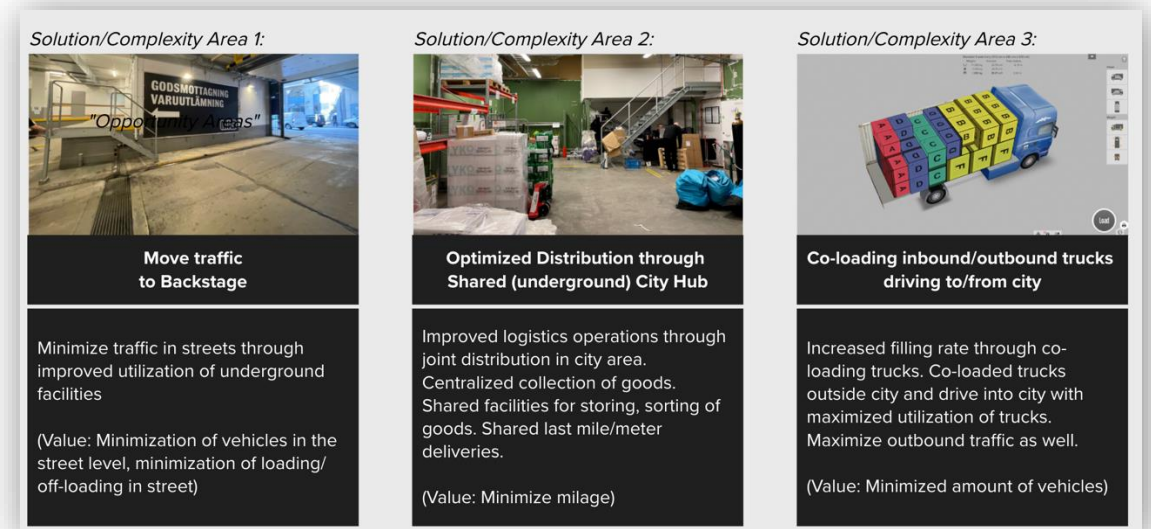 Solution/Complexity Area 1:
GODSMOTTAGNING
VARUUTLÄMNING
"Opportunity Areas"
Move traffic
to Backstage
Minimize traffic in streets through
improved utilization of underground
facilities
(Value: Minimization of vehicles in the
street level, minimization of loading/
off-loading in street)
Solution/Complexity Area 2:
Optimized Distribution through
Shared (underground) City Hub
Improved logistics operations through
joint distribution in city area.
Centralized collection of goods.
Shared facilities for storing, sorting of
goods. Shared last mile/meter
deliveries.
(Value: Minimize milage)
Solution/Complexity Area 3:
A A A A A
D D D D
C C C C
B B B B
F F
Load
Co-loading inbound/outbound trucks
driving to/from city
Increased filling rate through co-
loading trucks. Co-loaded trucks
outside city and drive into city with
maximized utilization of trucks.
Maximize outbound traffic as well.
(Value: Minimized amount of vehicles)